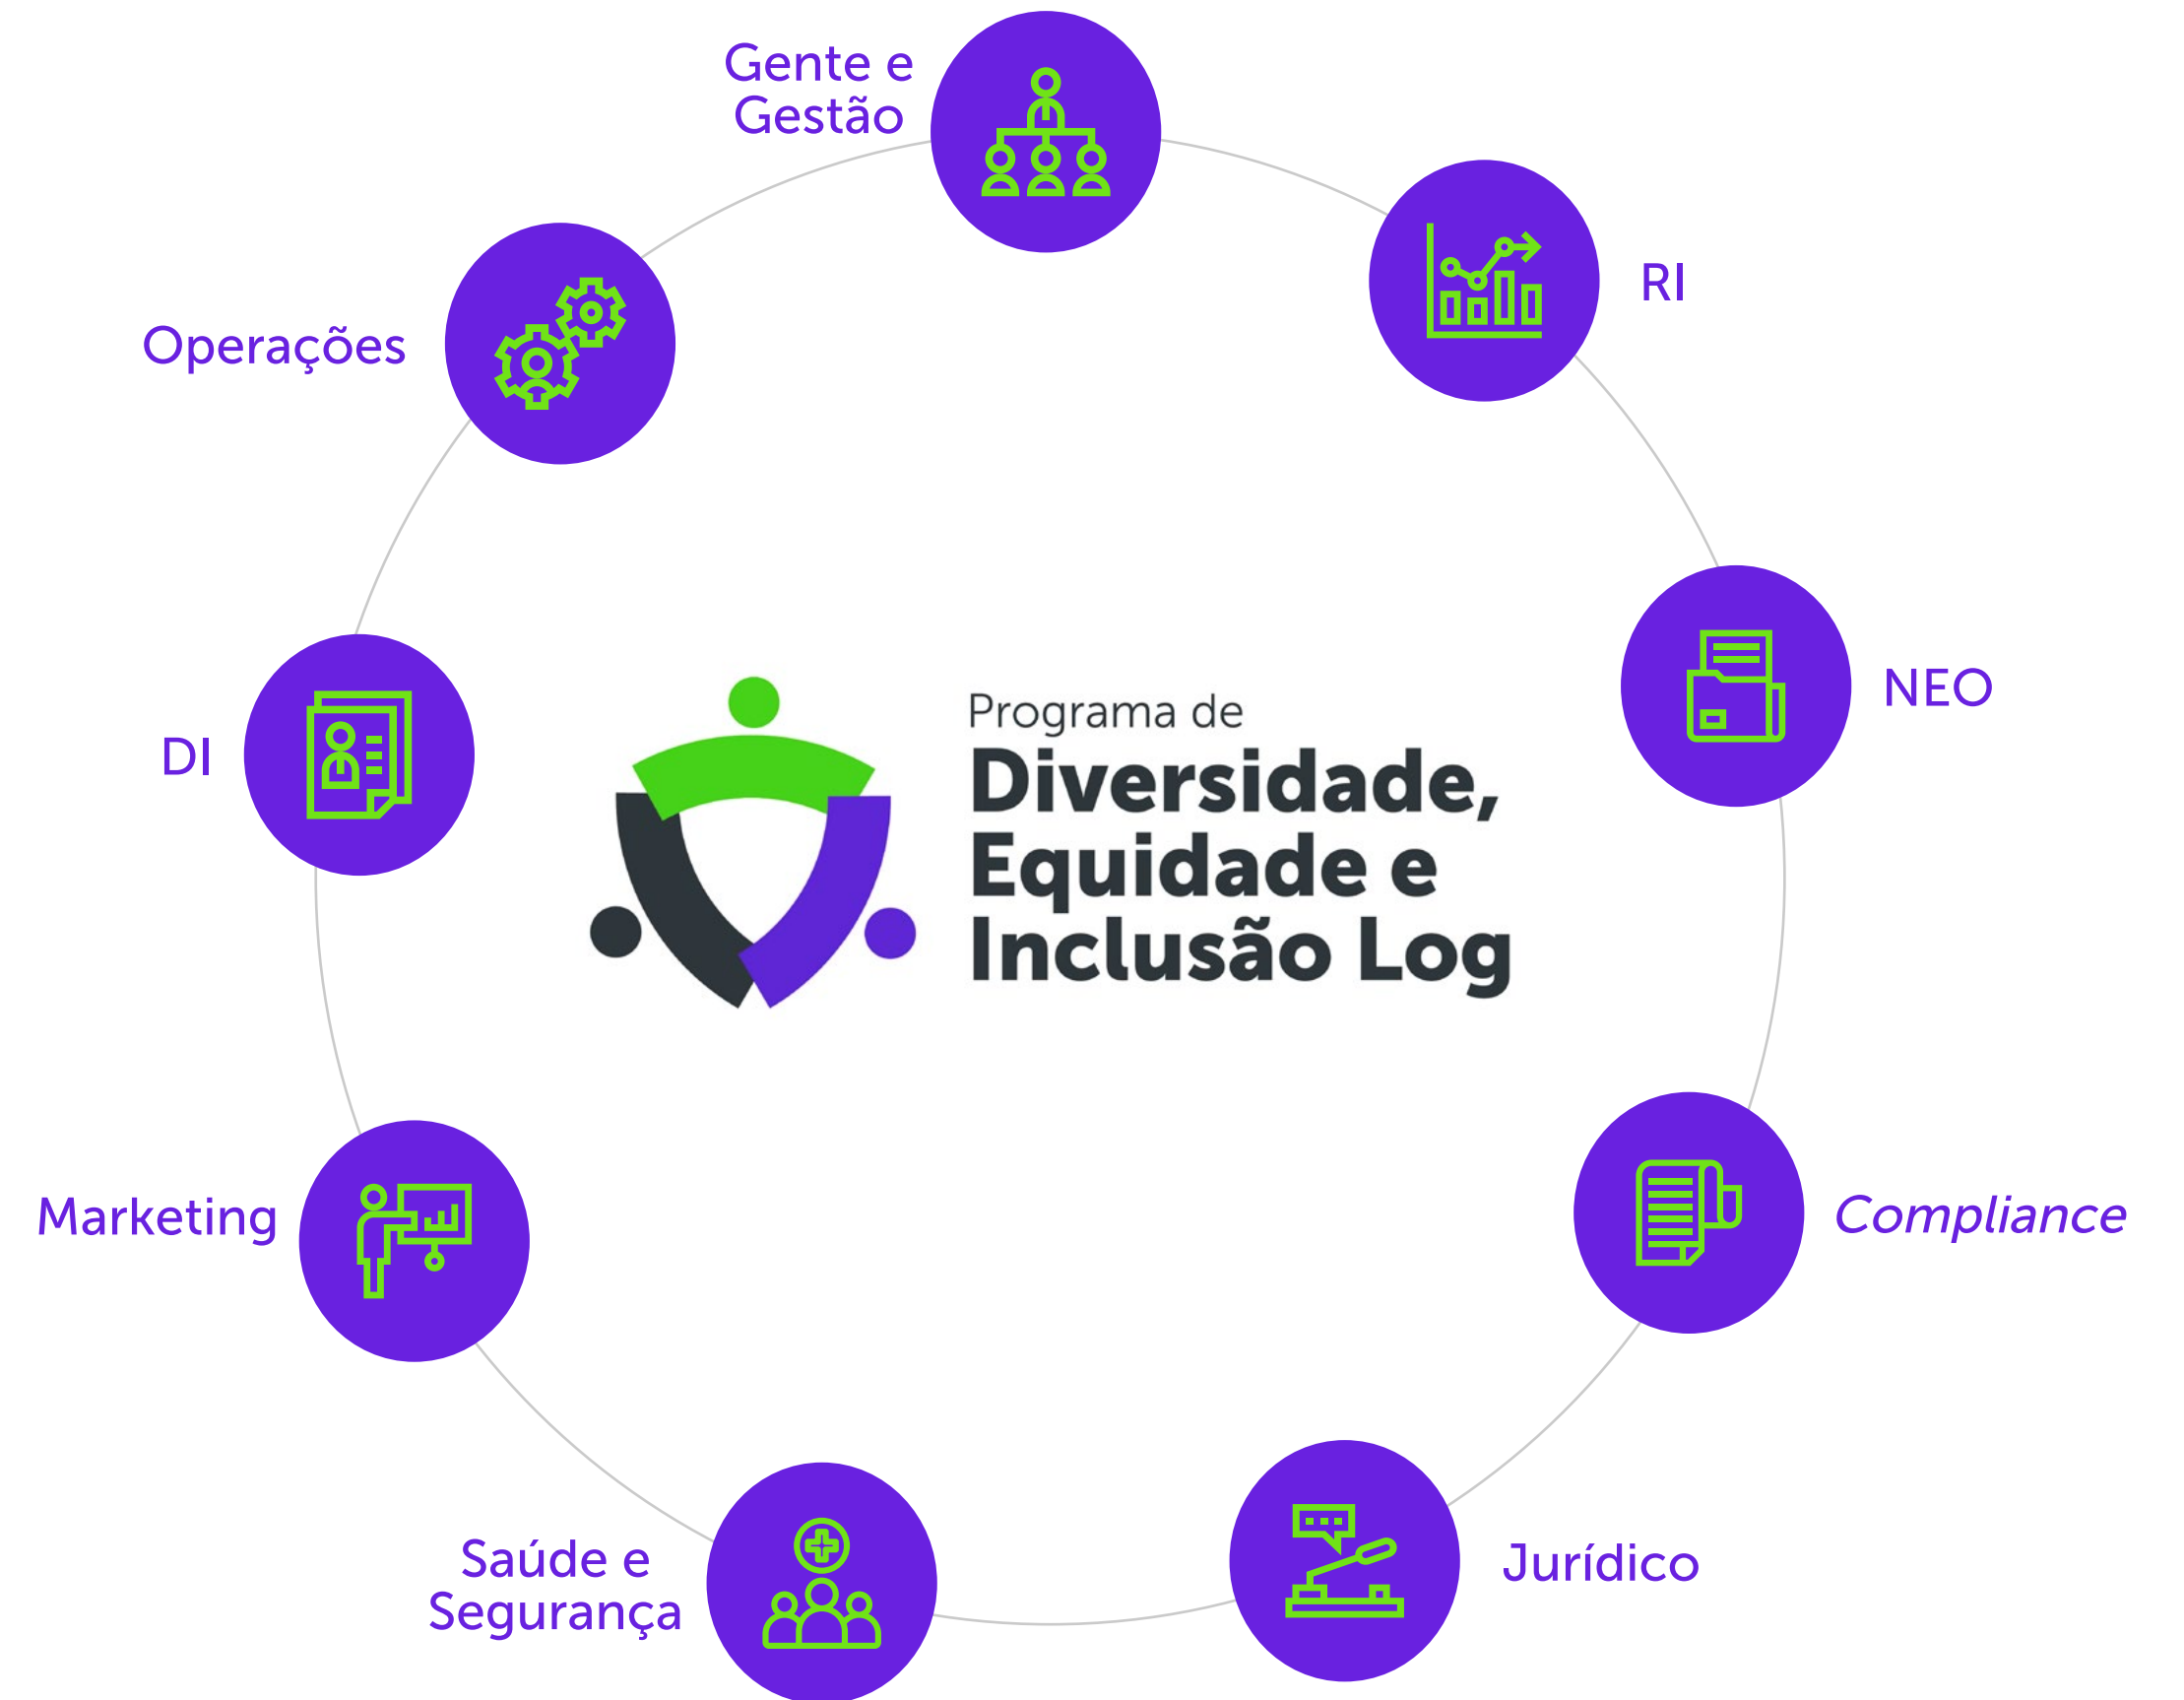 Gente e
Gestão
RI
Operações
NEO
DI
Programa de
Diversidade,
Equidade e
Inclusão Log
Marketing
Compliance
Saúde e
Segurança
Jurídico